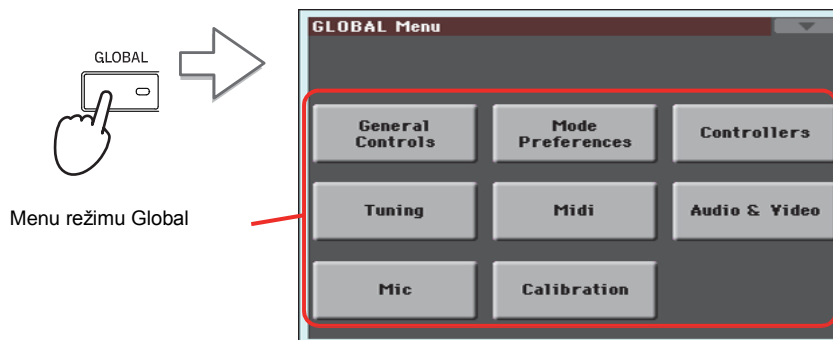 GLOBAL
GLOBAL Menu
General
Controls
Mode
Preferences
Controllers
Tuning
Midi
Audio & Video
Mic
Calibration
Menu režimu Global